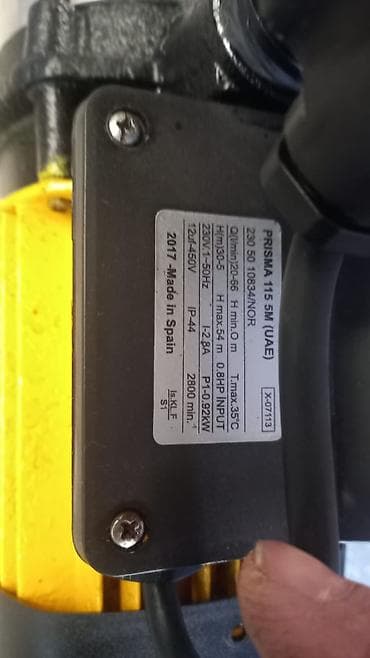 PRISMA 115 5M (UAE)
X-07113
230 50 10834/NOR
Q(l/min)20-66 H min.O m T.max.35°C
H(m)30-5 H max.54 m 0.8HP INPUT
230V.1~50Hz I-2.8A P1-0.92kW
12uf-450V IP-44 2800 min.⁻¹
2017 -Made in Spain
Is.KL.F
S1